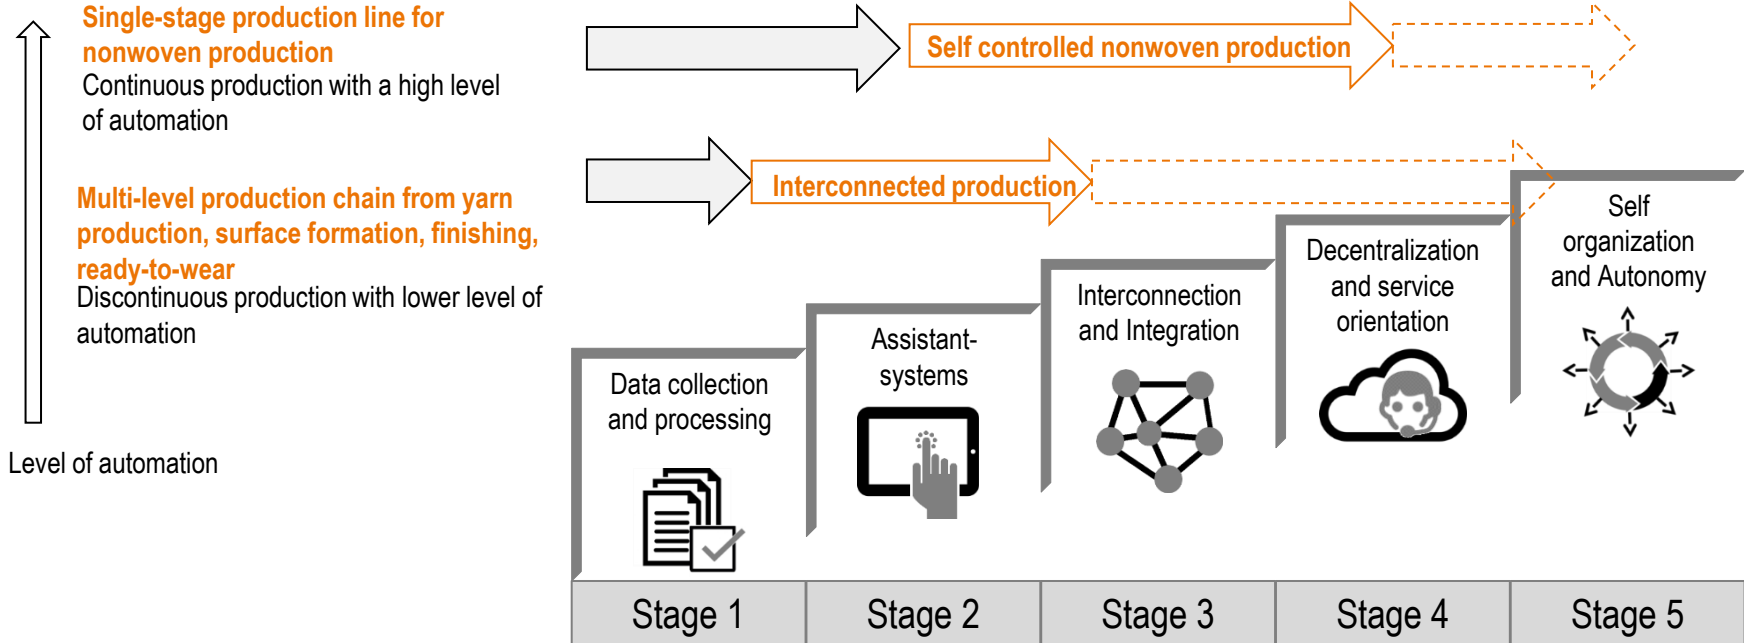 Single-stage production line for
nonwoven production
Continuous production with a high level
of automation
Self controlled nonwoven production
Multi-level production chain from yarn
production, surface formation, finishing,
ready-to-wear
Discontinuous production with lower level of
automation
Interconnected production
Level of automation
Data collection
and processing
Assistant-
systems
Interconnection
and Integration
Decentralization
and service
orientation
Self
organization
and Autonomy
Stage 1
Stage 2
Stage 3
Stage 4
Stage 5